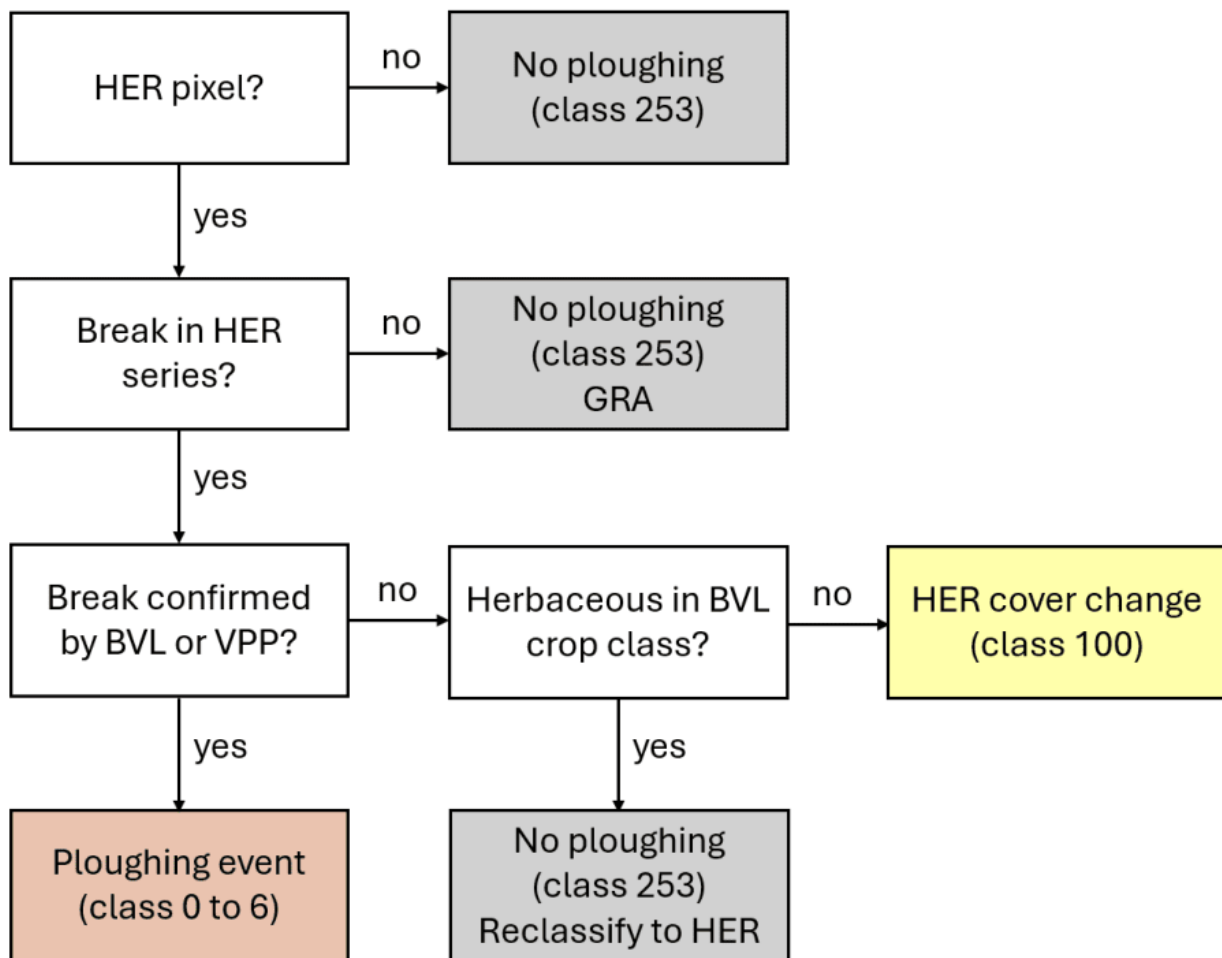 HER pixel?
no
No ploughing
(class 253)
yes
Break in HER
series?
no
No ploughing
(class 253)
GRA
yes
Break confirmed
by BVL or VPP?
no
Herbaceous in BVL
crop class?
no
HER cover change
(class 100)
yes
yes
Ploughing event
(class 0 to 6)
No ploughing
(class 253)
Reclassify to HER